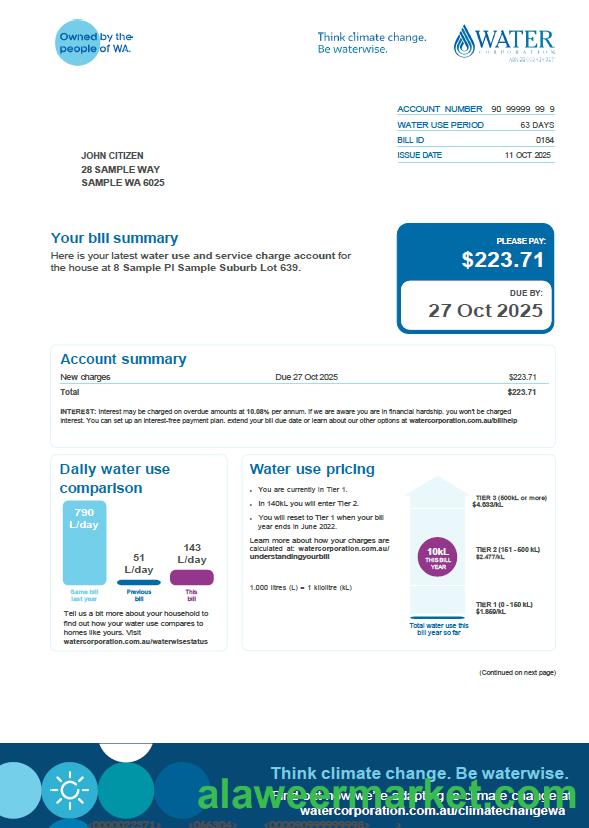 Owned by the
people of WA.
Think climate change.
Be waterwise.
WATER
CORPORATION
ACCOUNT NUMBER 90 99999 99 9
WATER USE PERIOD 63 DAYS
BILL ID 0184
ISSUE DATE 11 OCT 2025
JOHN CITIZEN
28 SAMPLE WAY
SAMPLE WA 6025
Your bill summary
Here is your latest water use and service charge account for
the house at 8 Sample Pl Sample Suburb Lot 639.
PLEASE PAY:
$223.71
DUE BY:
27 Oct 2025
Account summary
New charges Due 27 Oct 2025 $223.71
Total $223.71
INTEREST: Interest may be charged on overdue amounts at 10.08% per annum. If we are aware you are in financial hardship, you won't be charged
interest. You can set up an interest-free payment plan, extend your bill due date or learn about our other options at watercorporation.com.au/billhelp
Daily water use
comparison
790
L/day
51
L/day
143
L/day
Same bill
last year
Previous
bill
This
bill
Tell us a bit more about your household to
find out how your water use compares to
homes like yours. Visit
watercorporation.com.au/waterwisestatus
Water use pricing
• You are currently in Tier 1.
• In 140kL you will enter Tier 2.
• You will reset to Tier 1 when your bill
year ends in June 2022.
Learn more about how your charges are
calculated at: watercorporation.com.au/
understandingyourbill
1.000 litres (L) = 1 kilolitre (kL)
TIER 3 (500kL or more)
$4.633/kL
10kL
THIS BILL
YEAR
TIER 2 (151 - 500 kL)
$2.477/kL
TIER 1 (0 - 150 kL)
$1.859/kL
Total water use this
bill year so far
(Continued on next page)
Think climate change. Be waterwise.
Find out how we're adapting to climate change at
watercorporation.com.au/climatechangewa
alaweermarket.com